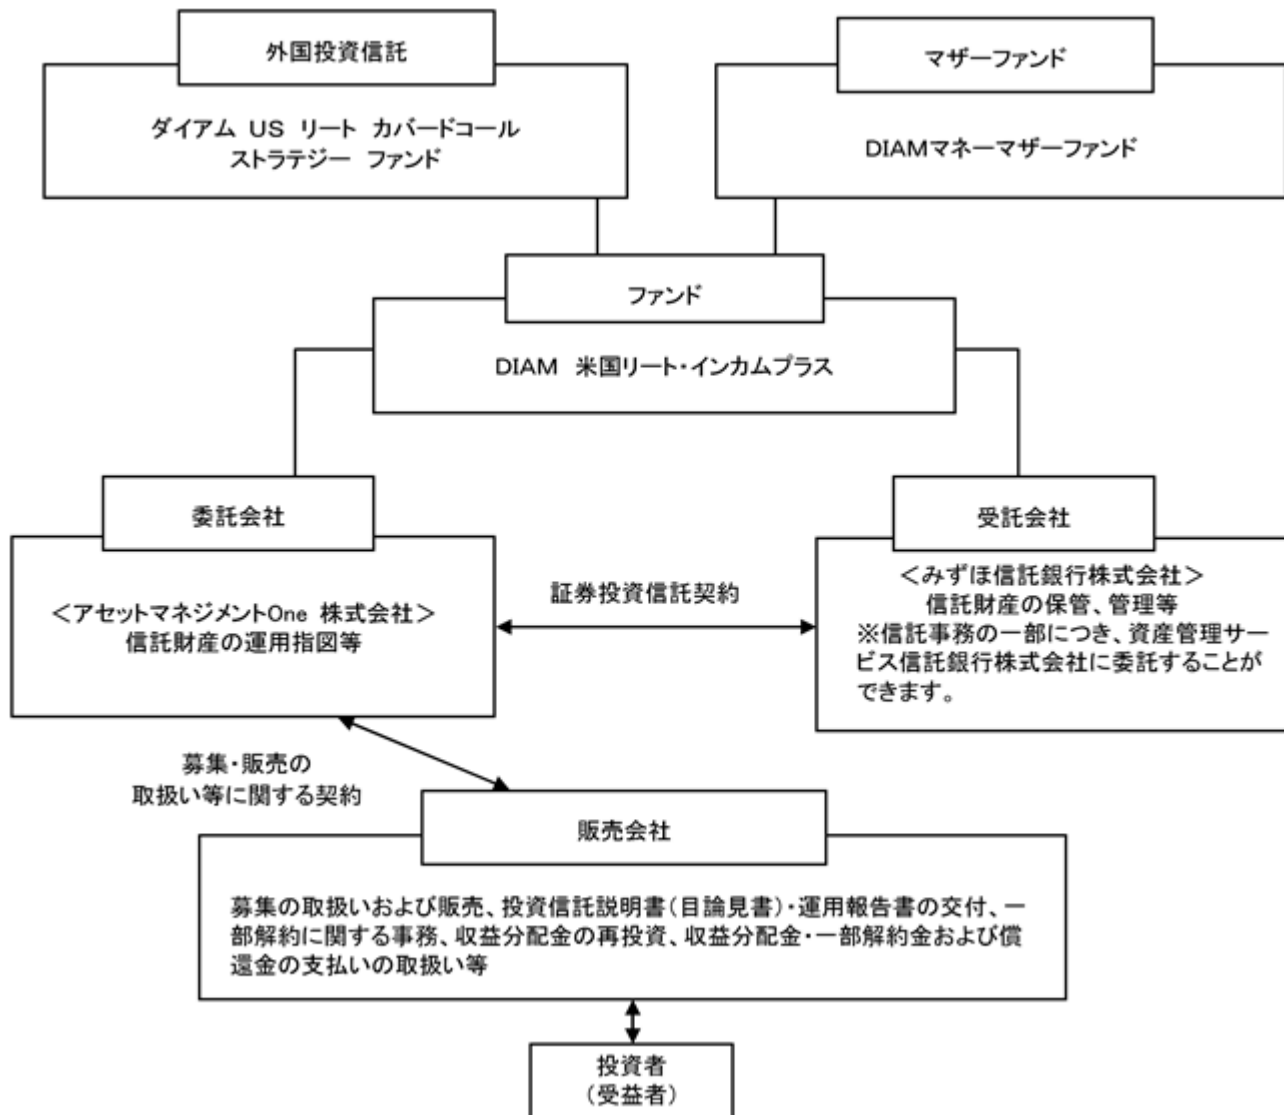 外国投資信託
ダイアム US リート カバードコール
ストラテジー ファンド
マザーファンド
DIAMマネーマザーファンド
ファンド
DIAM 米国リート・インカムプラス
委託会社
＜アセットマネジメントOne 株式会社＞
信託財産の運用指図等
証券投資信託契約
受託会社
＜みずほ信託銀行株式会社＞
信託財産の保管、管理等
※信託事務の一部につき、資産管理サー
ビス信託銀行株式会社に委託することが
できます。
募集・販売の
取扱い等に関する契約
販売会社
募集の取扱いおよび販売、投資信託説明書（目論見書）・運用報告書の交付、一
部解約に関する事務、収益分配金の再投資、収益分配金・一部解約金および償
還金の支払いの取扱い等
投資者
（受益者）